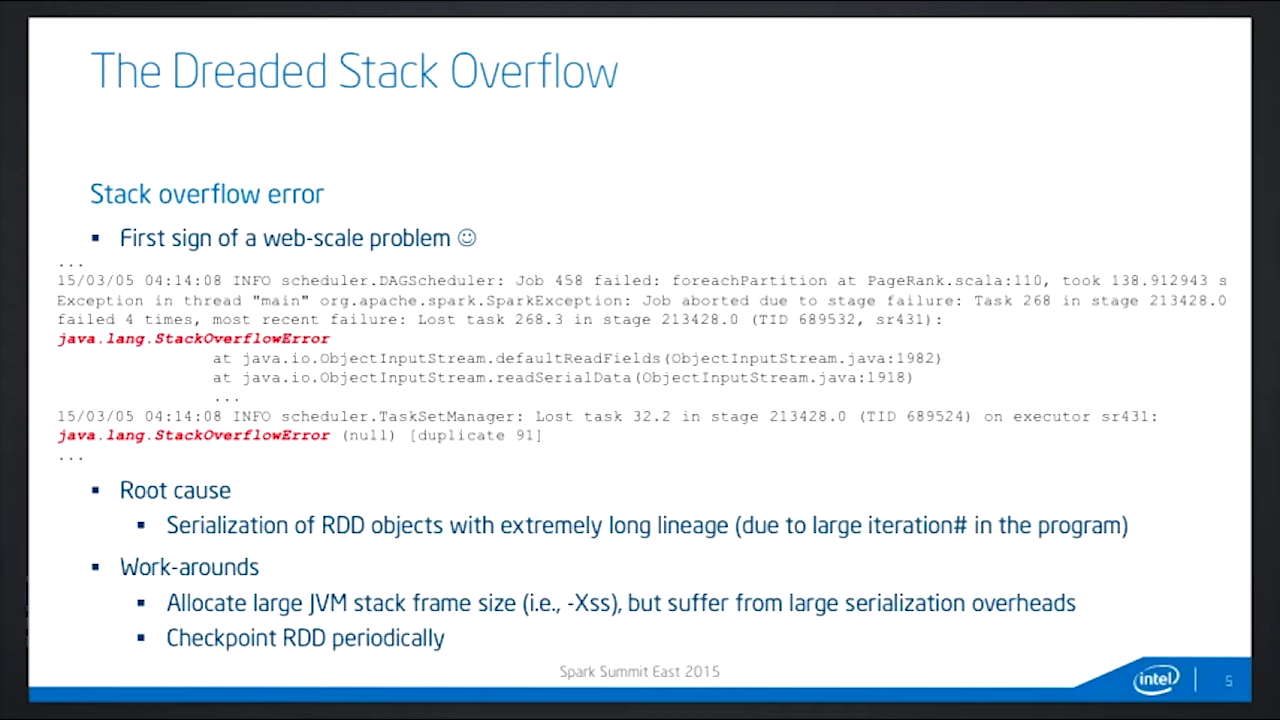 The Dreaded Stack Overflow
Stack overflow error
▪ First sign of a web-scale problem ☺
...
15/03/05 04:14:08 INFO scheduler.DAGScheduler: Job 458 failed: foreachPartition at PageRank.scala:110, took 138.912943 s
Exception in thread "main" org.apache.spark.SparkException: Job aborted due to stage failure: Task 268 in stage 213428.0
failed 4 times, most recent failure: Lost task 268.3 in stage 213428.0 (TID 689532, sr431):
java.lang.StackOverflowError
at java.io.ObjectInputStream.defaultReadFields(ObjectInputStream.java:1982)
at java.io.ObjectInputStream.readSerialData(ObjectInputStream.java:1918)
...
15/03/05 04:14:08 INFO scheduler.TaskSetManager: Lost task 32.2 in stage 213428.0 (TID 689524) on executor sr431:
java.lang.StackOverflowError (null) [duplicate 91]
...
▪ Root cause
▪ Serialization of RDD objects with extremely long lineage (due to large iteration# in the program)
▪ Work-arounds
▪ Allocate large JVM stack frame size (i.e., -Xss), but suffer from large serialization overheads
▪ Checkpoint RDD periodically
Spark Summit East 2015
intel
5